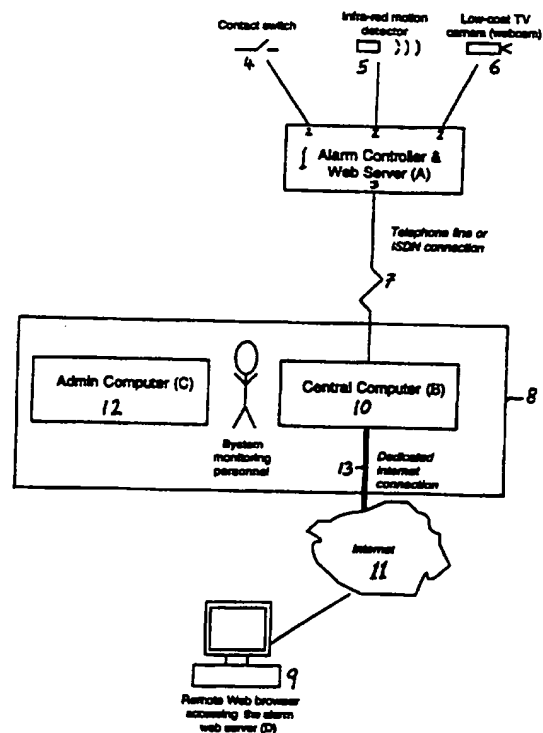 Contact switch
4
Infra-red motion
detector
5
Low-cost TV
camera (webcam)
6
2 2 2
1 Alarm Controller &
Web Server (A)
3
Telephone line or
ISDN connection
7
8
Admin Computer (C)
12
System
monitoring
personnel
Central Computer (B)
10
13
Dedicated
Internet
connection
Internet
11
9
Remote Web browser
accessing the alarm
web server (D)